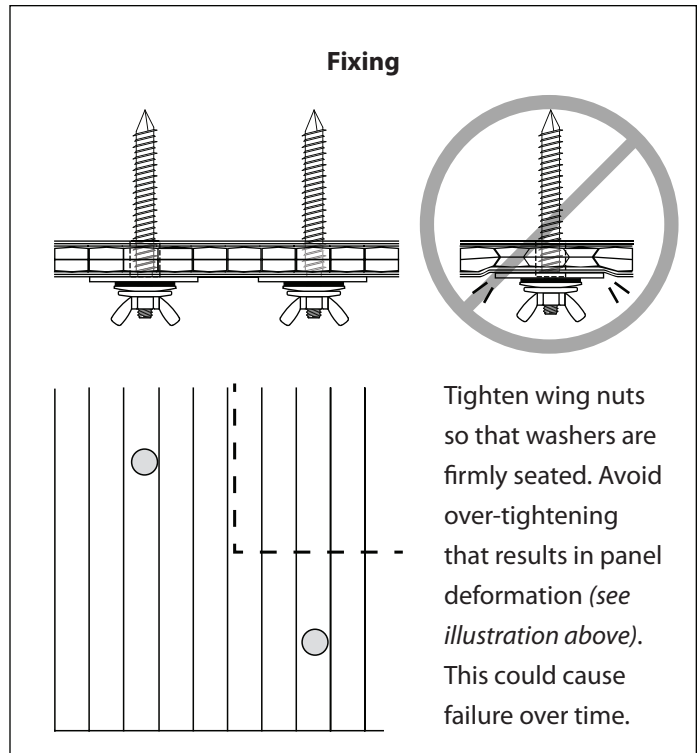 Fixing
Tighten wing nuts
so that washers are
firmly seated. Avoid
over-tightening
that results in panel
deformation (see
illustration above).
This could cause
failure over time.